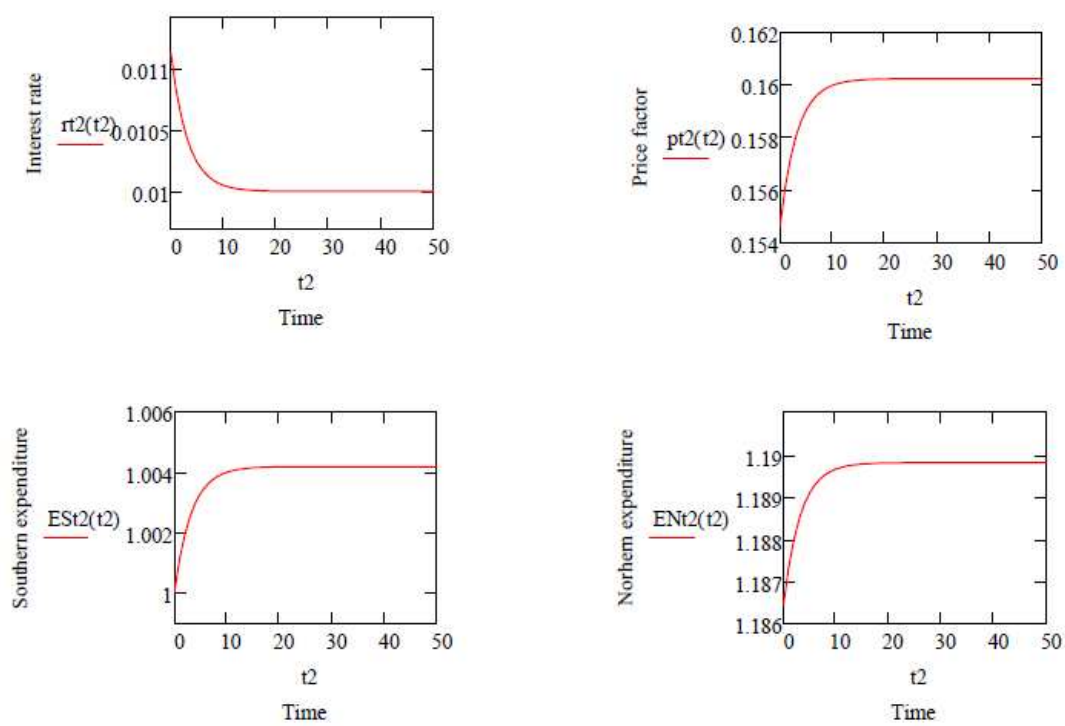 Interest rate
rt2(t2)
0.011
0.0105
0.01
0 10 20 30 40 50
t2
Time
Price factor
pt2(t2)
0.162
0.16
0.158
0.156
0.154
0 10 20 30 40 50
t2
Time
Southern expenditure
ESt2(t2)
1.006
1.004
1.002
1
0 10 20 30 40 50
t2
Time
Norhem expenditure
ENt2(t2)
1.19
1.189
1.188
1.187
1.186
0 10 20 30 40 50
t2
Time